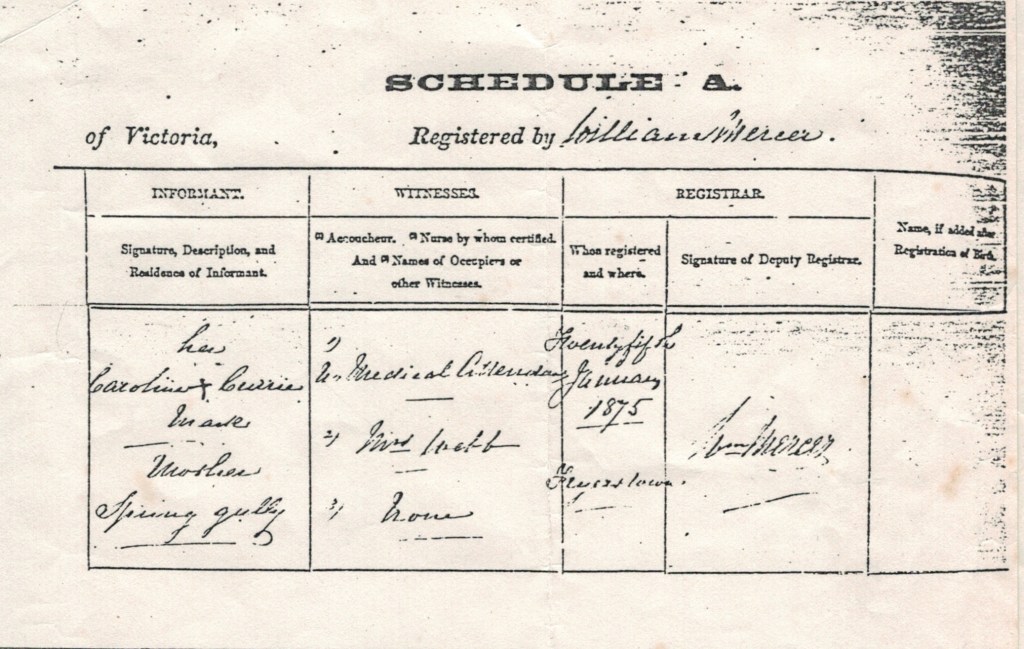 SCHEDULE A.
of Victoria, Registered by William Mercer.
INFORMANT. WITNESSES. REGISTRAR.
Signature, Description, and
Residence of Informant.
(1) Accoucheur. (2) Nurse by whom certified.
And (3) Names of Occupiers or
other Witnesses.
When registered
and where.
Signature of Deputy Registrar.
Name, if added after
Registration of Birth.
her
Caroline x Currie
Mark
Mother
Spring gully
1)
No Medical Attendant
2) Mrs Webb
3) None
Twentyfifth
January
1875
Fryerstown.
Wm Mercer